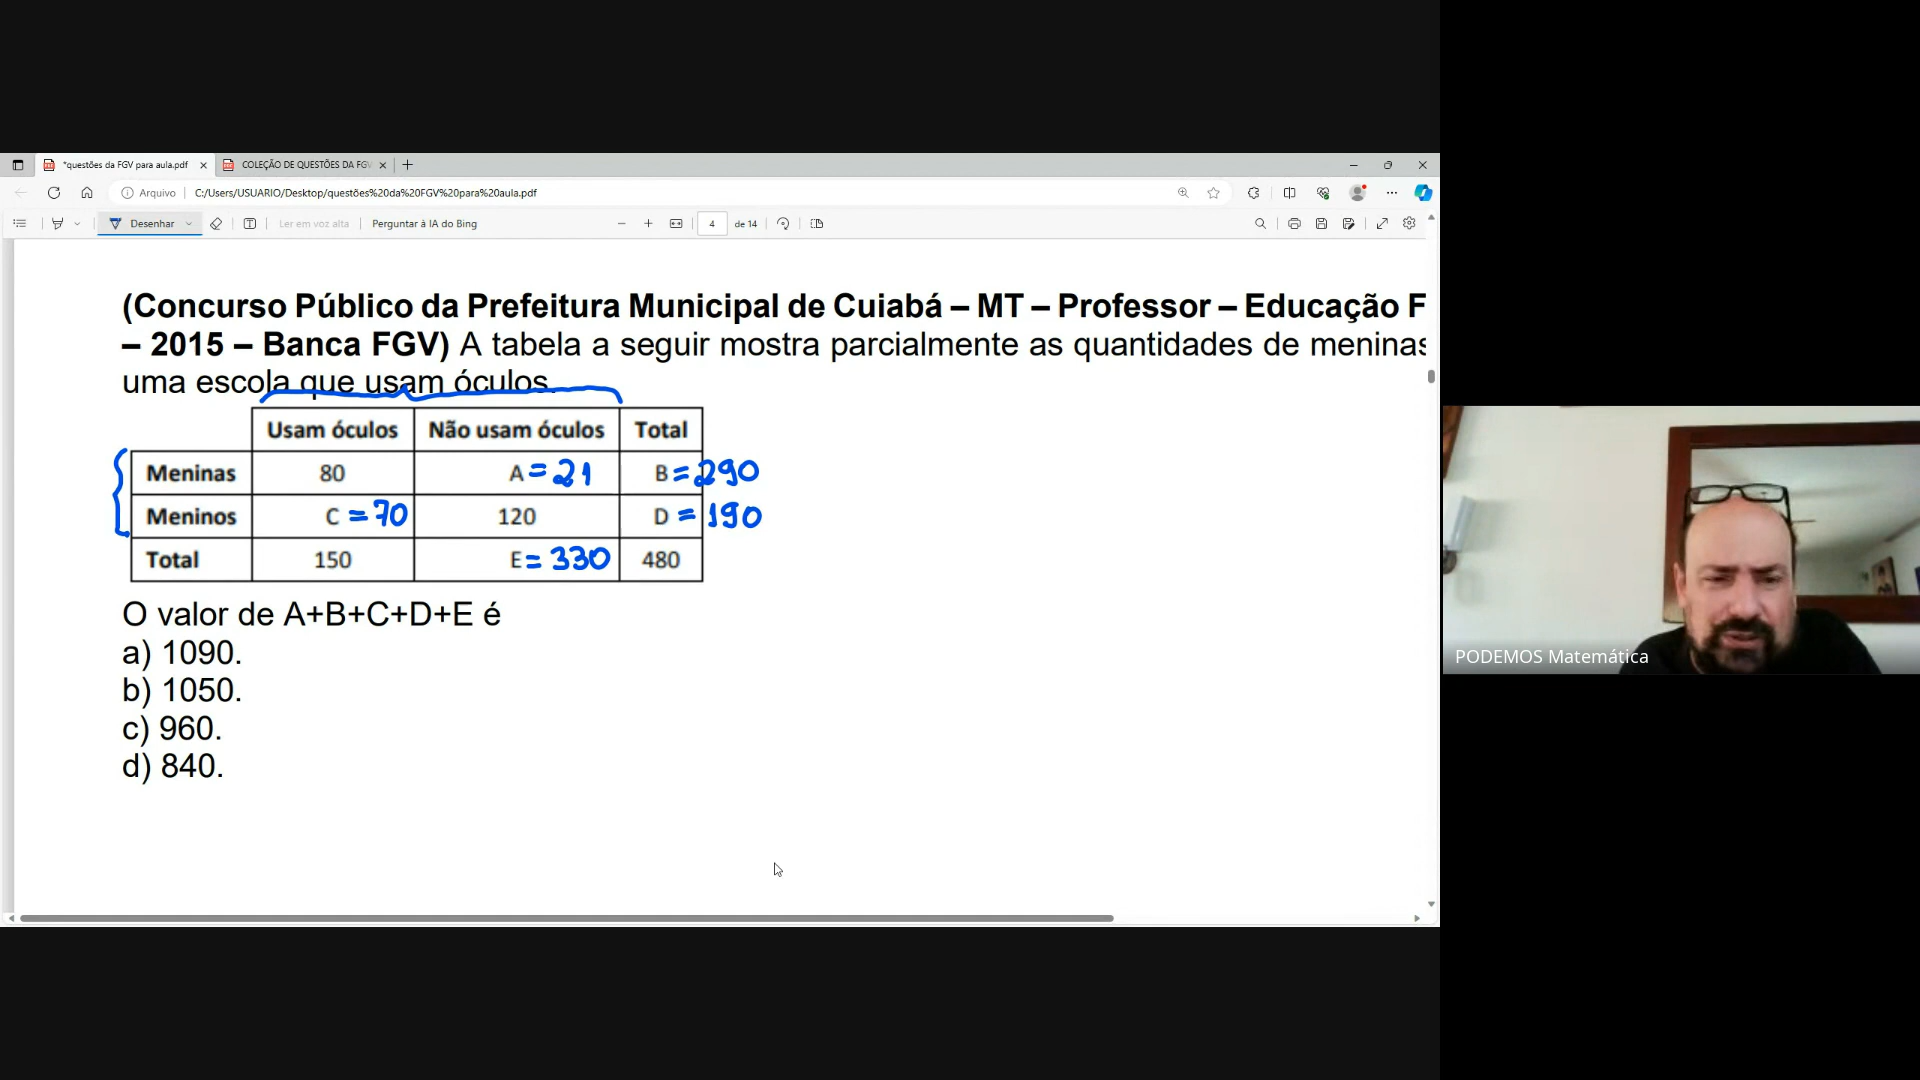 *questões da FGV para aula.pdf
COLEÇÃO DE QUESTÕES DA FGV
Arquivo
C:/Users/USUARIO/Desktop/questões%20da%20FGV%20para%20aula.pdf
Desenhar
Ler em voz alta
Perguntar à IA do Bing
4
de 14
(Concurso Público da Prefeitura Municipal de Cuiabá – MT – Professor – Educação F
– 2015 – Banca FGV) A tabela a seguir mostra parcialmente as quantidades de meninas
uma escola que usam óculos.
Usam óculos Não usam óculos Total
Meninas 80 A = 21 B = 290
Meninos C = 70 120 D = 190
Total 150 E = 330 480
O valor de A+B+C+D+E é
a) 1090.
b) 1050.
c) 960.
d) 840.
PODEMOS Matemática